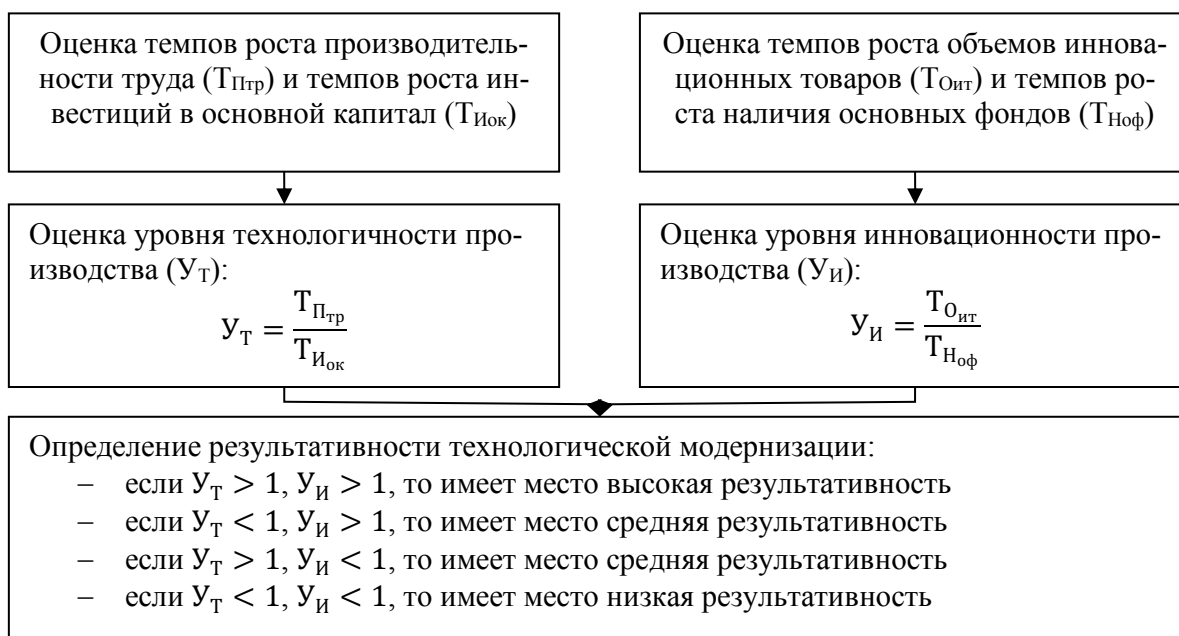 Оценка темпов роста производитель-
ности труда (ТПтр) и темпов роста ин-
вестиций в основной капитал (ТИок)
Оценка темпов роста объемов иннова-
ционных товаров (ТОит) и темпов ро-
ста наличия основных фондов (ТНоф)
Оценка уровня технологичности про-
изводства (УТ):
УТ = ТПтр / ТИок
Оценка уровня инновационности про-
изводства (УИ):
УИ = ТОит / ТНоф
Определение результативности технологической модернизации:
– если УТ > 1, УИ > 1, то имеет место высокая результативность
– если УТ < 1, УИ > 1, то имеет место средняя результативность
– если УТ > 1, УИ < 1, то имеет место средняя результативность
– если УТ < 1, УИ < 1, то имеет место низкая результативность